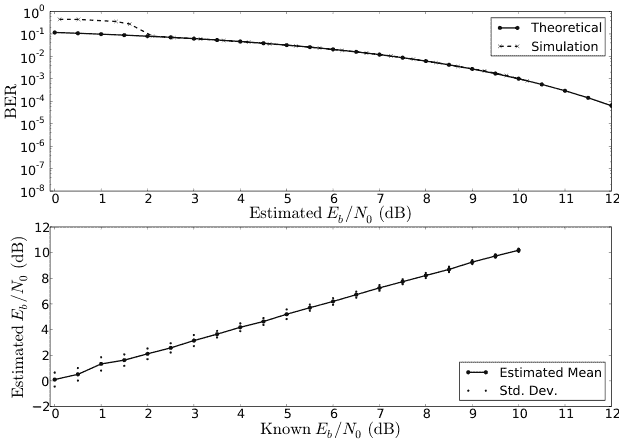 10^0
10^-1
10^-2
10^-3
10^-4
10^-5
10^-6
10^-7
10^-8
BER
Theoretical
Simulation
0 1 2 3 4 5 6 7 8 9 10 11 12
Estimated E_b/N_0 (dB)
12
10
8
6
4
2
0
−2
Estimated E_b/N_0 (dB)
Estimated Mean
Std. Dev.
0 1 2 3 4 5 6 7 8 9 10 11 12
Known E_b/N_0 (dB)